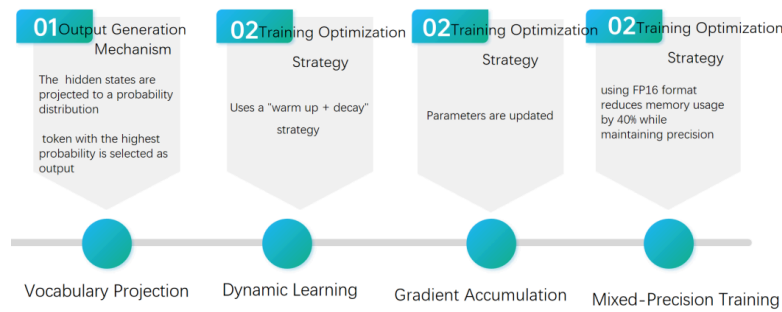 01 Output Generation
Mechanism
The hidden states are
projected to a probability
distribution
token with the highest
probability is selected as
output
Vocabulary Projection
02 Training Optimization
Strategy
Uses a "warm up + decay"
strategy
Dynamic Learning
02 Training Optimization
Strategy
Parameters are updated
Gradient Accumulation
02 Training Optimization
Strategy
using FP16 format
reduces memory usage
by 40% while
maintaining precision
Mixed-Precision Training